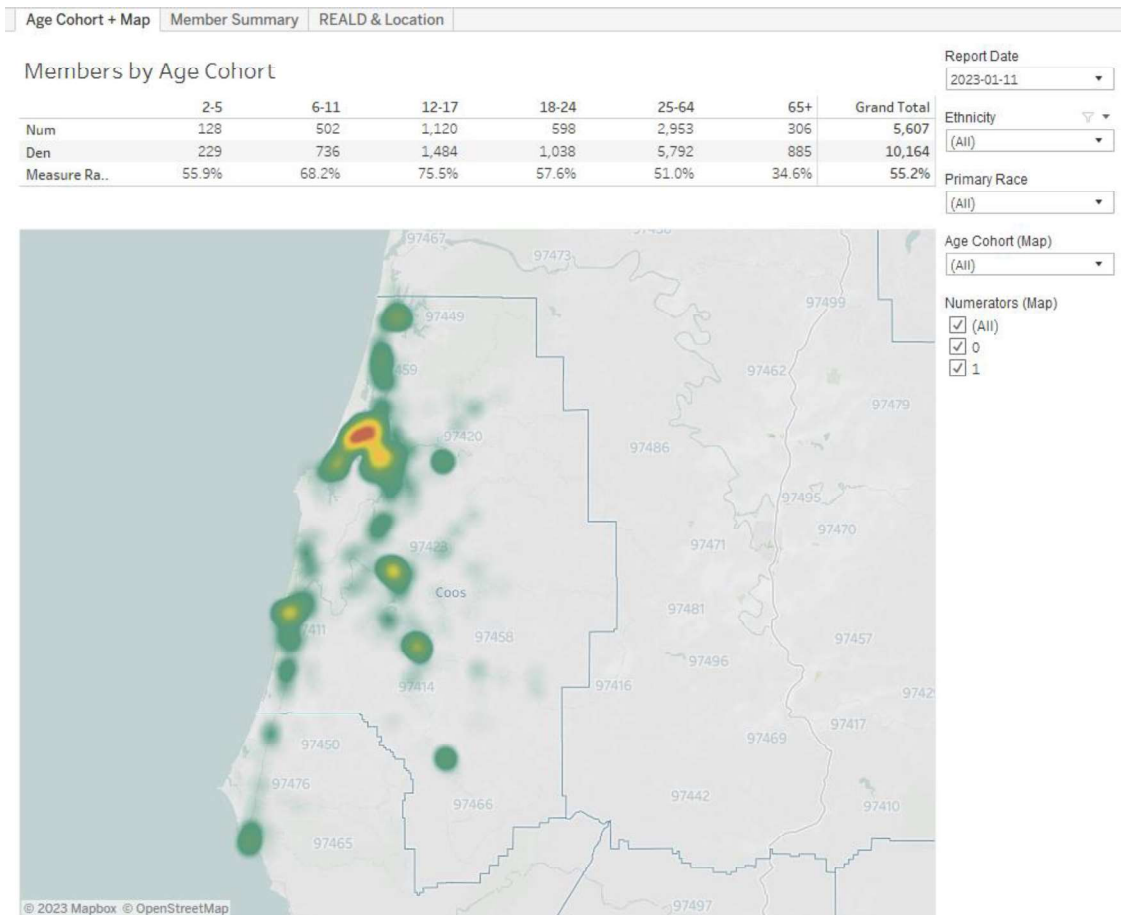 Age Cohort + Map
Member Summary
REALD & Location
Members by Age Cohort
2-5 6-11 12-17 18-24 25-64 65+ Grand Total
Num 128 502 1,120 598 2,953 306 5,607
Den 229 736 1,484 1,038 5,792 885 10,164
Measure Ra.. 55.9% 68.2% 75.5% 57.6% 51.0% 34.6% 55.2%
Report Date
2023-01-11
Ethnicity
(All)
Primary Race
(All)
Age Cohort (Map)
(All)
Numerators (Map)
(All)
0
1
97467
97473
97499
97449
459
97462
97479
97420
97486
97495
97470
97423
97471
Coos
97481
97411
97458
97457
97496
97414
97416
9742
97417
97450
97469
97476
97466
97442
97410
97465
97497
© 2023 Mapbox © OpenStreetMap